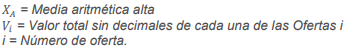 X_A = Media aritmética alta
V_i = Valor total sin decimales de cada una de las Ofertas i
i = Número de oferta.